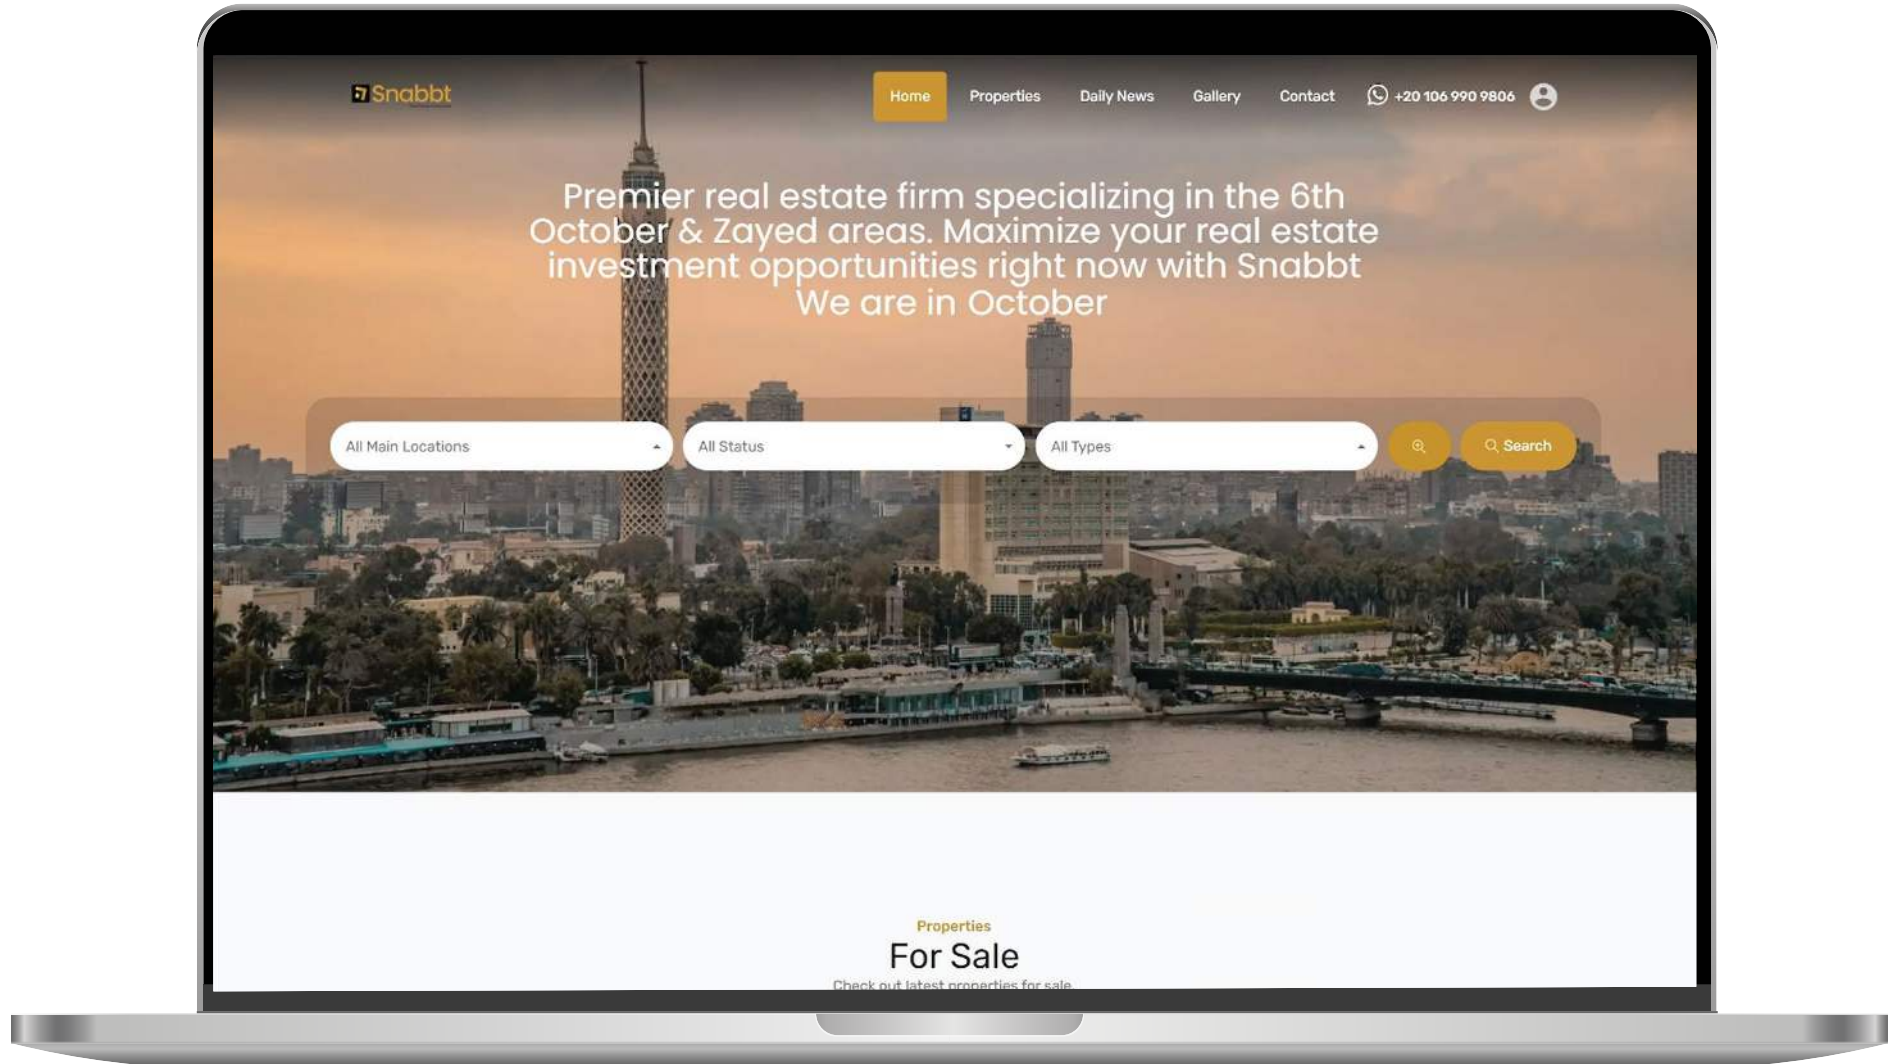 Snabbt
Home
Properties
Daily News
Gallery
Contact
+20 106 990 9806
Premier real estate firm specializing in the 6th
October & Zayed areas. Maximize your real estate
investment opportunities right now with Snabbt
We are in October
All Main Locations
All Status
All Types
Search
Properties
For Sale
Check out latest properties for sale.